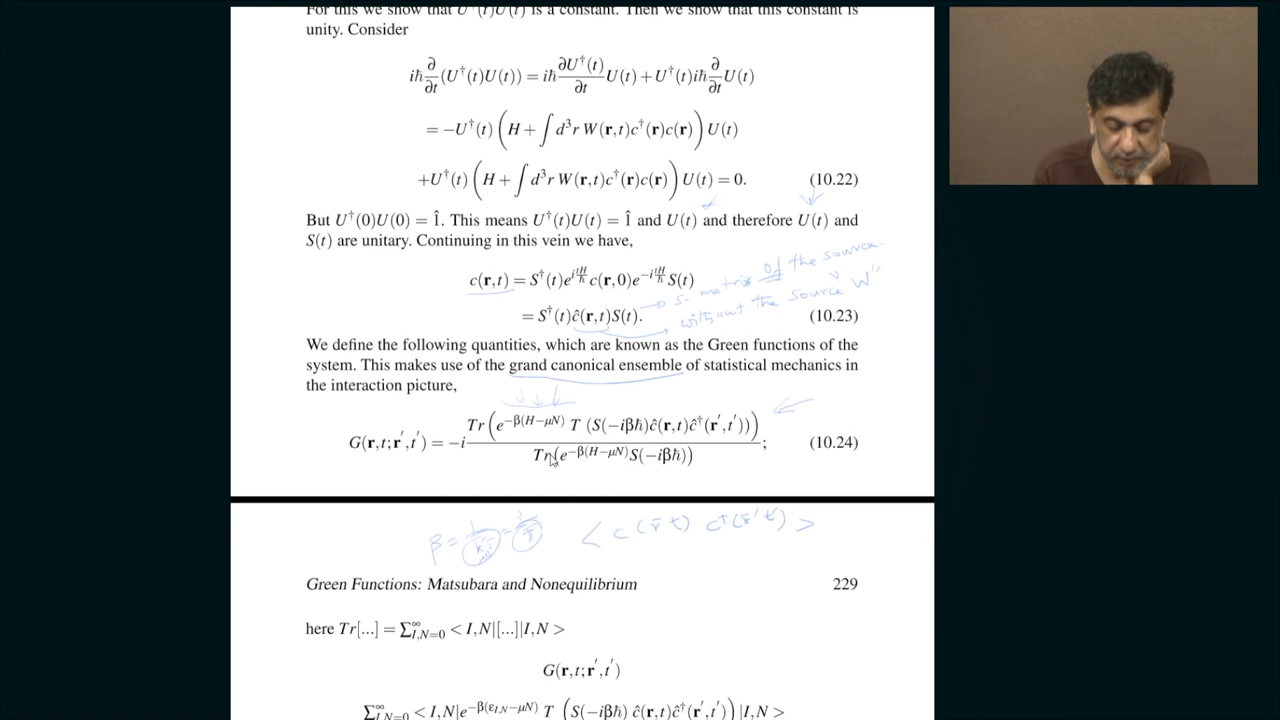 For this we show that U†(t)U(t) is a constant. Then we show that this constant is
unity. Consider
iħ ∂/∂t (U†(t)U(t)) = iħ ∂U†(t)/∂t U(t) + U†(t)iħ ∂/∂t U(t)
= −U†(t) (H + ∫ d³r W(r,t)c†(r)c(r)) U(t)
+U†(t) (H + ∫ d³r W(r,t)c†(r)c(r)) U(t) = 0. (10.22)
But U†(0)U(0) = 1̂. This means U†(t)U(t) = 1̂ and U(t) and therefore U(t) and
S(t) are unitary. Continuing in this vein we have,
c(r,t) = S†(t)e^{i tH/ħ} c(r,0)e^{−i tH/ħ} S(t)
→ S-matrix of the source.
= S†(t)ĉ(r,t)S(t). (10.23)
without the source W"
We define the following quantities, which are known as the Green functions of the
system. This makes use of the grand canonical ensemble of statistical mechanics in
the interaction picture,
G(r,t;r′,t′) = −i Tr(e^{−β(H−μN)} T (S(−iβħ)ĉ(r,t)ĉ†(r′,t′))) / Tr(e^{−β(H−μN)}S(−iβħ)) ; (10.24)
< c(r̄ t) c†(r̄′ t′) >
Green Functions: Matsubara and Nonequilibrium 229
here Tr[...] = Σ^∞_{I,N=0} < I,N|[...]|I,N >
G(r,t;r′,t′)
Σ^∞_{I,N=0} < I,N|e^{−β(ε_{I,N}−μN)} T (S(−iβħ) ĉ(r,t)ĉ†(r′,t′)) |I,N >